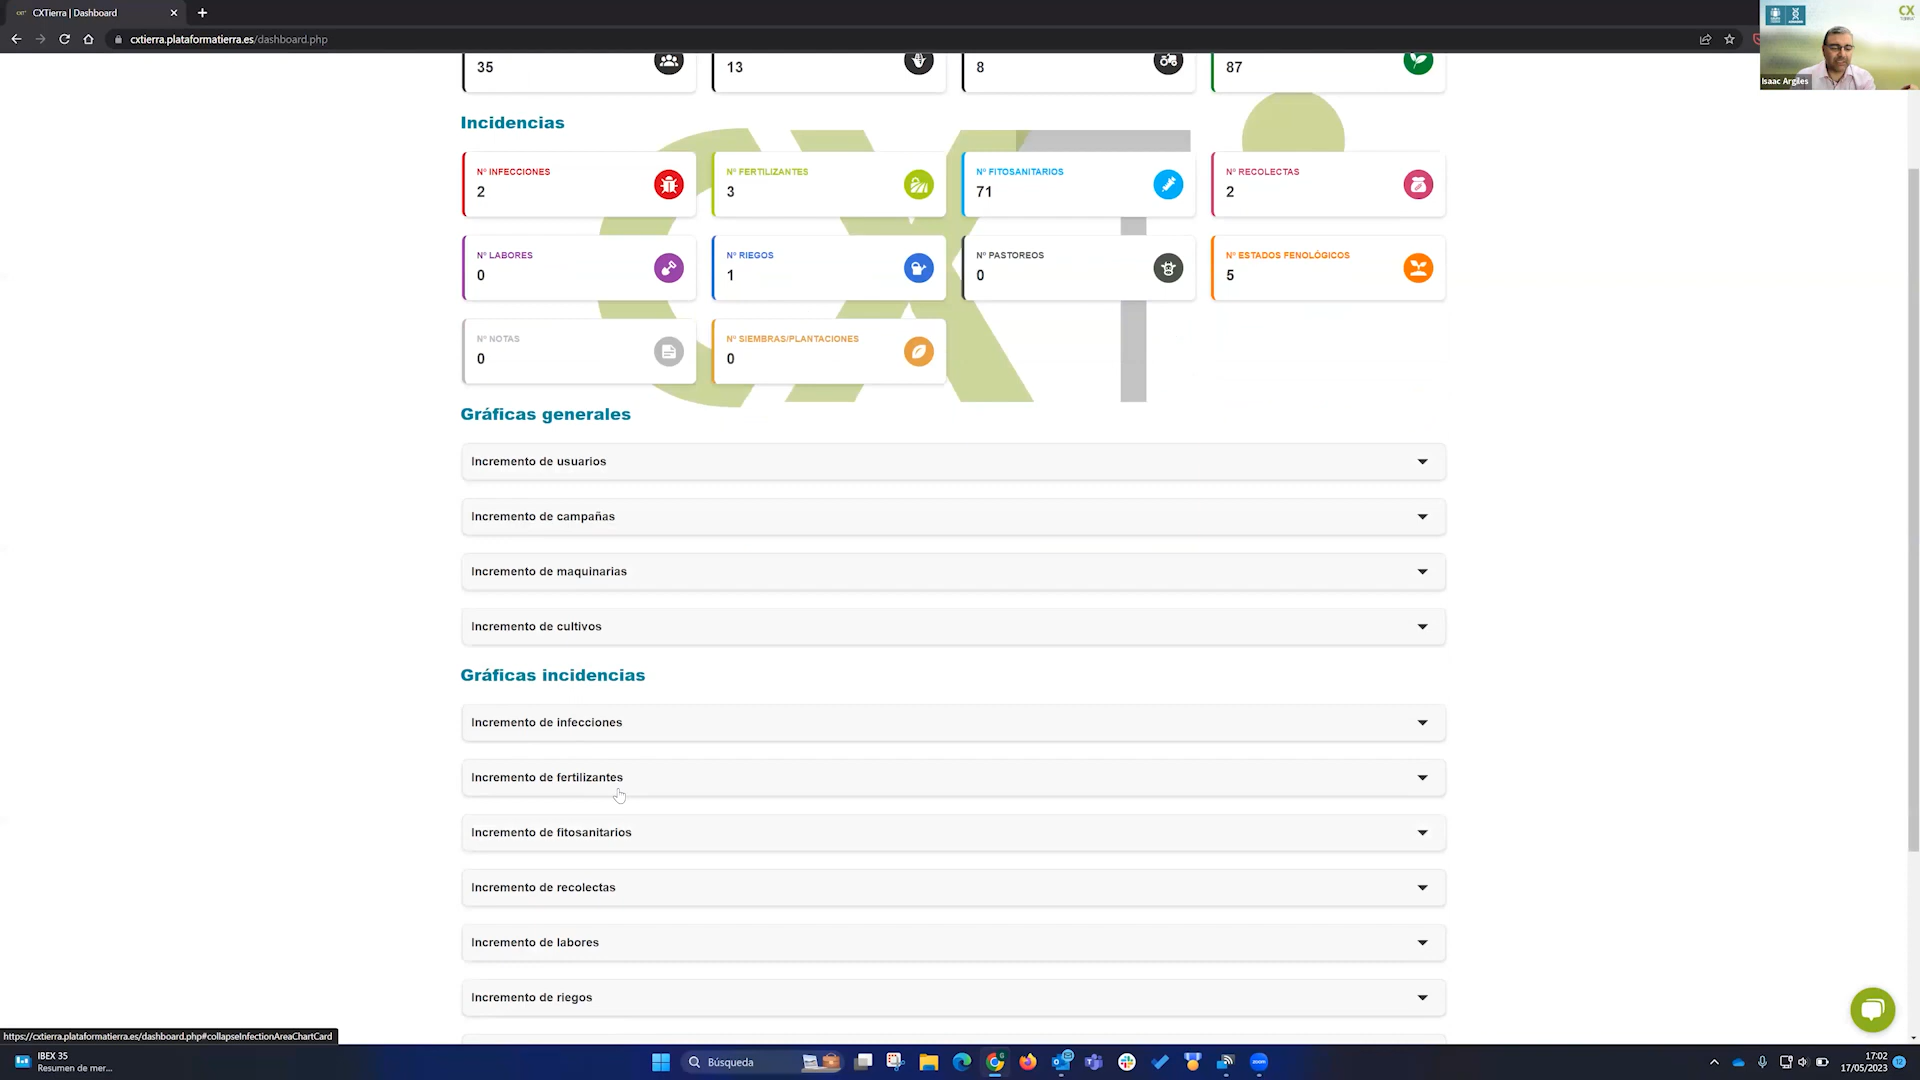 CXTierra | Dashboard
cxtierra.plataformatierra.es/dashboard.php
Isaac Argiles
CX
35
13
8
87
Incidencias
Nº INFECCIONES
2
Nº FERTILIZANTES
3
Nº FITOSANITARIOS
71
Nº RECOLECTAS
2
Nº LABORES
0
Nº RIEGOS
1
Nº PASTOREOS
0
Nº ESTADOS FENOLÓGICOS
5
Nº NOTAS
0
Nº SIEMBRAS/PLANTACIONES
0
Gráficas generales
Incremento de usuarios
Incremento de campañas
Incremento de maquinarias
Incremento de cultivos
Gráficas incidencias
Incremento de infecciones
Incremento de fertilizantes
Incremento de fitosanitarios
Incremento de recolectas
Incremento de labores
Incremento de riegos
https://cxtierra.plataformatierra.es/dashboard.php#collapseInfectionAreaChartCard
IBEX 35
Resumen de mer...
Búsqueda
17:02
17/05/2023